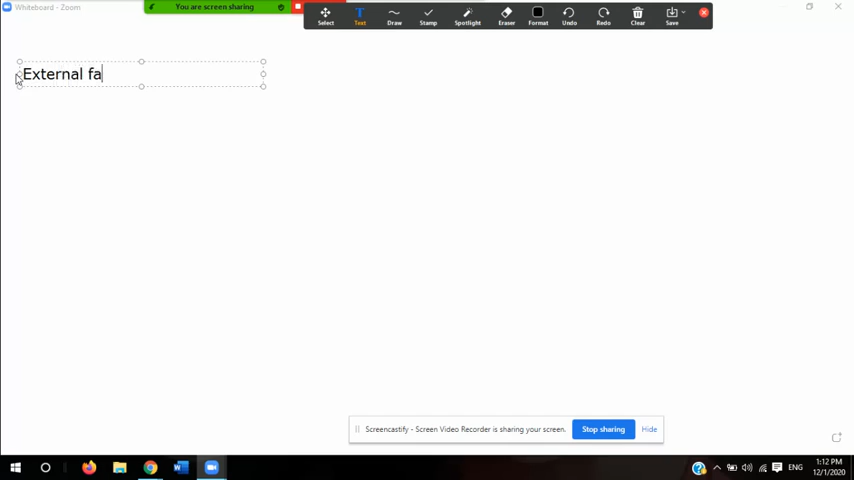 Whiteboard - Zoom
You are screen sharing
Select
Text
Draw
Stamp
Spotlight
Eraser
Format
Undo
Redo
Clear
Save
External fa
Screencastify - Screen Video Recorder is sharing your screen.
Stop sharing
Hide
ENG
1:12 PM
12/1/2020